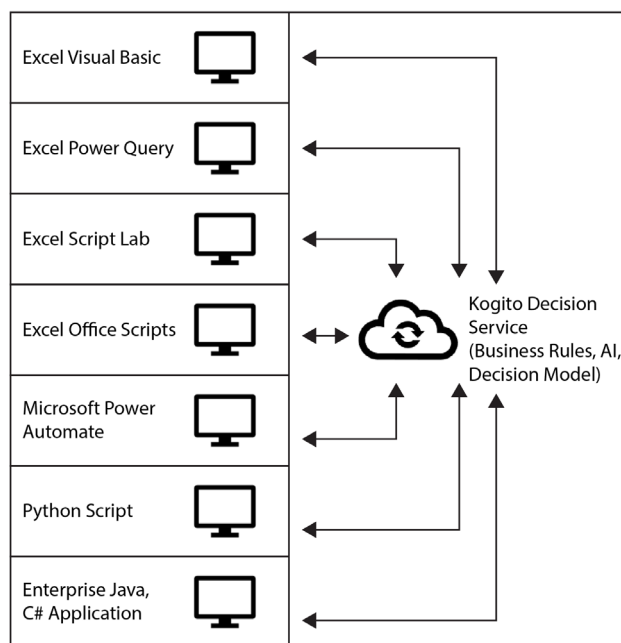 Excel Visual Basic
Excel Power Query
Excel Script Lab
Excel Office Scripts
Microsoft Power
Automate
Python Script
Enterprise Java,
C# Application
Kogito Decision
Service
(Business Rules, AI,
Decision Model)